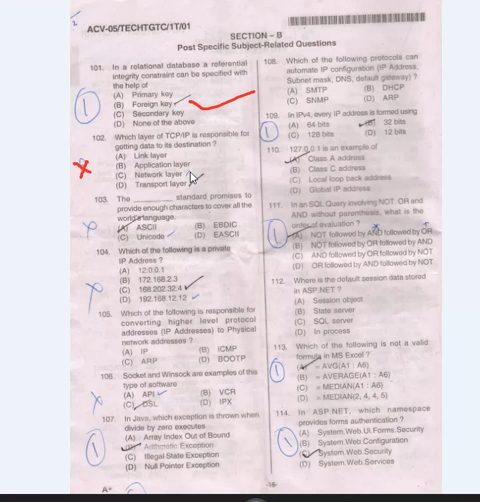 ACV-05/TECHTGTC/1T/01
SECTION – B
Post Specific Subject-Related Questions
101. In a rotational database a referential
integrity constraint can be specified with
the help of
(A) Primary key
(B) Foreign key
(C) Secondary key
(D) None of the above
102. Which layer of TCP/IP is responsible for
getting data to its destination ?
(A) Link layer
(B) Application layer
(C) Network layer
(D) Transport layer
103. The ________ standard promises to
provide enough characters to cover all the
world's language.
(A) ASCII (B) EBDIC
(C) Unicode (D) EASCII
104. Which of the following is a private
IP Address ?
(A) 12.0.0.1
(B) 172.168.2.3
(C) 168.202.32.4
(D) 192.168.12.12
105. Which of the following is responsible for
converting higher level protocol
addresses (IP Addresses) to Physical
network addresses ?
(A) IP (B) ICMP
(C) ARP (D) BOOTP
106. Socket and Winsock are examples of this
type of software
(A) API (B) VCR
(C) DSL (D) IPX
107. In Java, which exception is thrown when
divide by zero executes
(A) Array Index Out of Bound
(B) Arithmetic Exception
(C) Illegal State Exception
(D) Null Pointer Exception
A=
108. Which of the following protocols can
automate IP configuration (IP Address,
Subnet mask, DNS, default gateway) ?
(A) SMTP (B) DHCP
(C) SNMP (D) ARP
109. In IPv4, every IP address is formed using
(A) 64 bits (B) 32 bits
(C) 128 bits (D) 12 bits
110. 127.0.0.1 is an example of
(A) Class A address
(B) Class C address
(C) Local loop back address
(D) Global IP address
111. In an SQL Query involving NOT, OR and
AND without parenthesis, what is the
order of evaluation ?
(A) NOT followed by AND followed by OR
(B) NOT followed by OR followed by AND
(C) AND followed by OR followed by NOT
(D) OR followed by AND followed by NOT
112. Where is the default session data stored
in ASP.NET ?
(A) Session object
(B) State server
(C) SQL server
(D) In process
113. Which of the following is not a valid
formula in MS Excel ?
(A) = AVG(A1 : A6)
(B) = AVERAGE(A1 : A6)
(C) = MEDIAN(A1 : A6)
(D) = MEDIAN(2, 4, 4, 5)
114. In ASP.NET, which namespace
provides forms authentication ?
(A) System.Web.UI.Forms.Security
(B) System.Web.Configuration
(C) System.Web.Security
(D) System.Web.Services
-16-